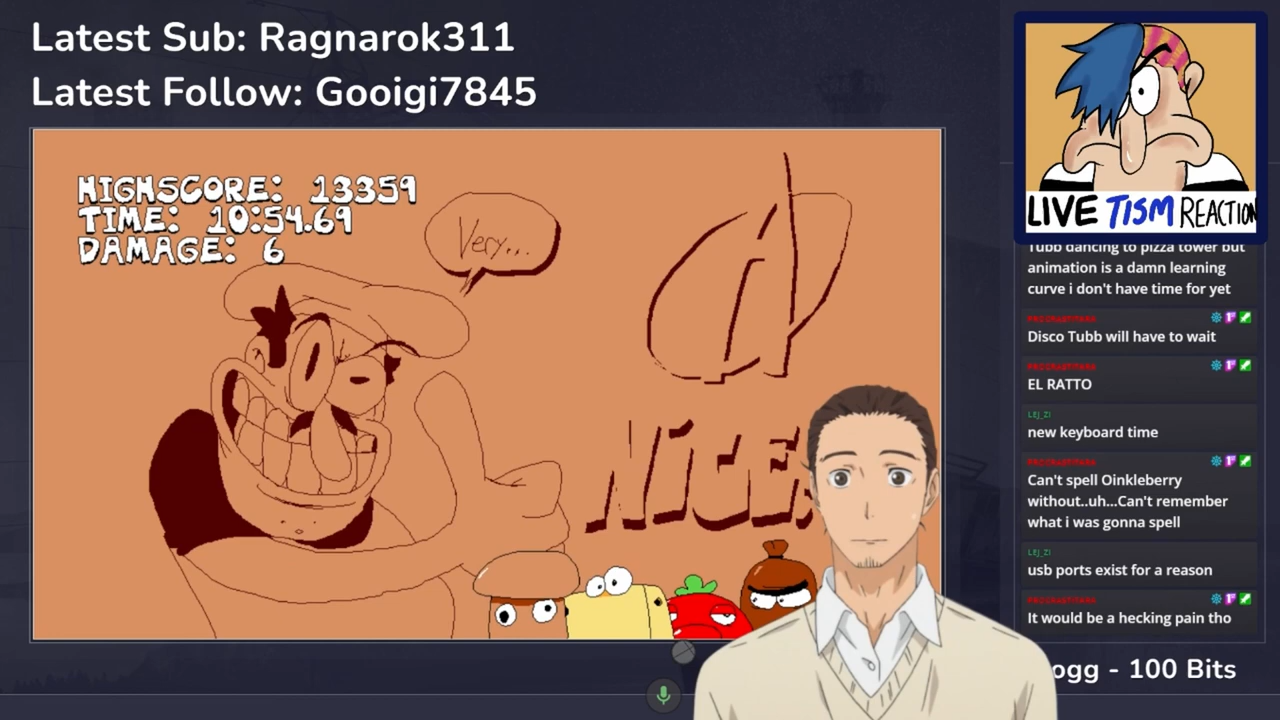 Latest Sub: Ragnarok311
Latest Follow: Gooigi7845
HIGHSCORE: 13359
TIME: 10:54.69
DAMAGE: 6
Very...
NICE
LIVE TISM REACTION
Tubb dancing to pizza tower but
animation is a damn learning
curve i don't have time for yet
Disco Tubb will have to wait
EL RATTO
LEJ_ZI
new keyboard time
Can't spell Oinkleberry
without..uh...Can't remember
what i was gonna spell
LEJ_ZI
usb ports exist for a reason
It would be a hecking pain tho
ogg - 100 Bits